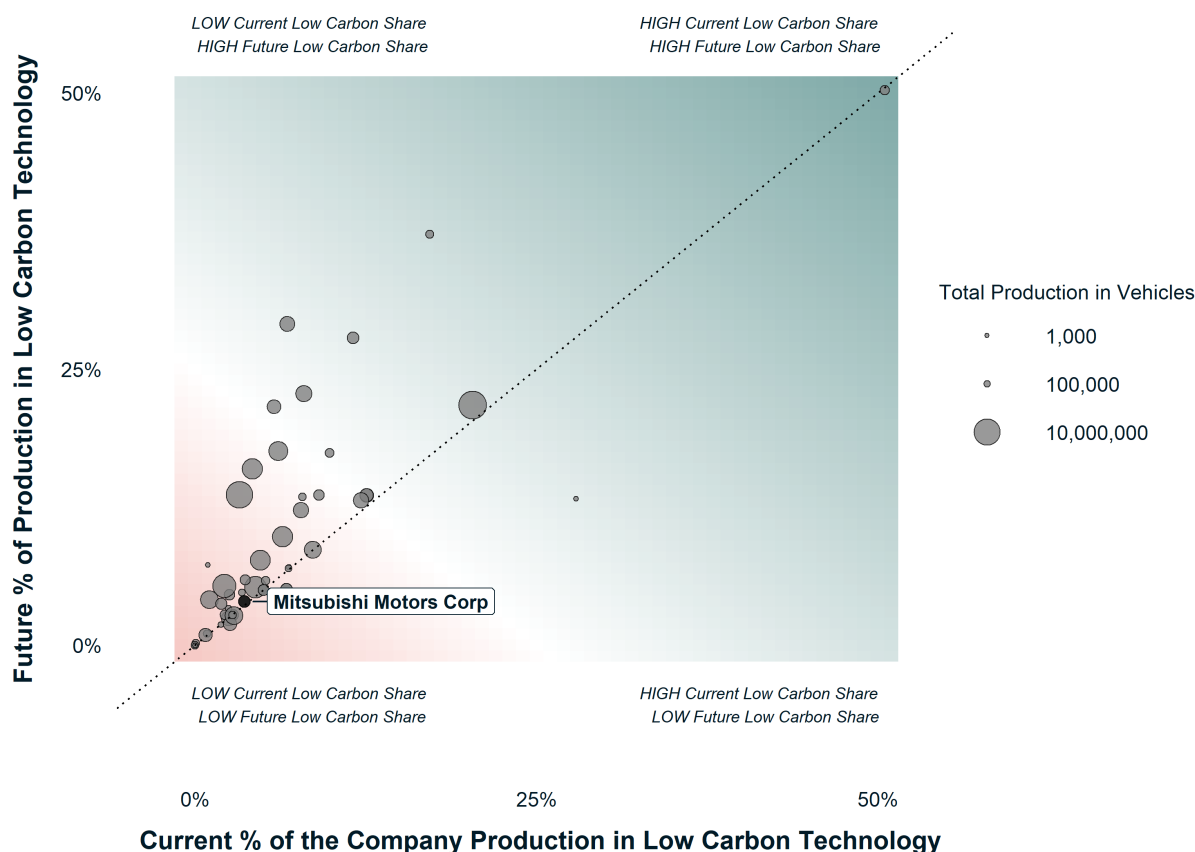 LOW Current Low Carbon Share
HIGH Future Low Carbon Share
HIGH Current Low Carbon Share
HIGH Future Low Carbon Share
Future % of Production in Low Carbon Technology
50%
25%
0%
Mitsubishi Motors Corp
Total Production in Vehicles
1,000
100,000
10,000,000
LOW Current Low Carbon Share
LOW Future Low Carbon Share
HIGH Current Low Carbon Share
LOW Future Low Carbon Share
0%
25%
50%
Current % of the Company Production in Low Carbon Technology